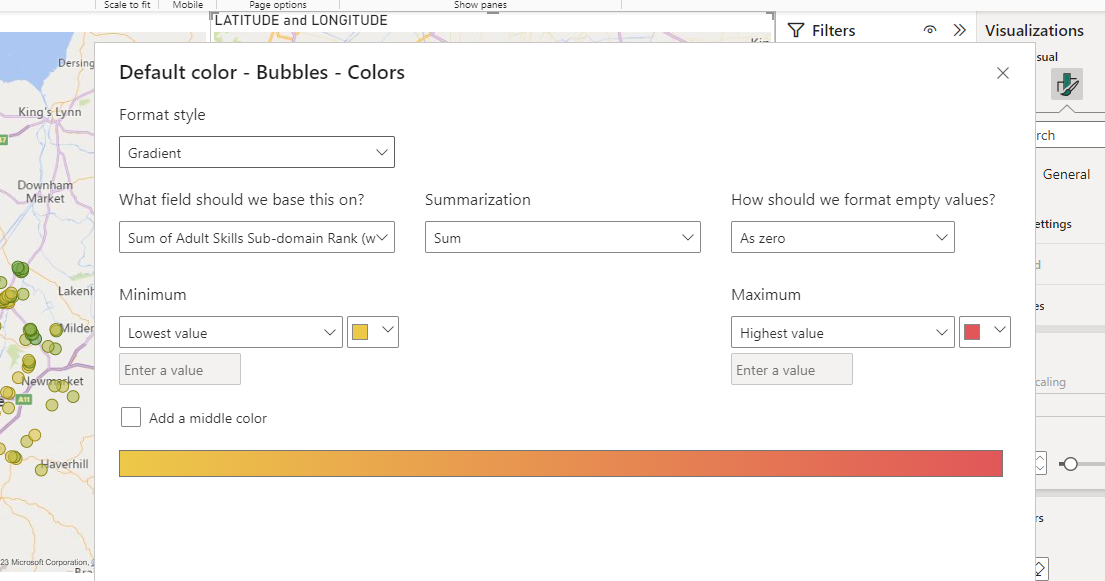 Scale to fit
Mobile
Page options
Show panes
LATITUDE and LONGITUDE
Filters
Visualizations
Dersing
King's Lynn
Downham
Market
Lakenh
Milden
Newmarket
A11
Haverhill
23 Microsoft Corporation,
Default color - Bubbles - Colors
Format style
Gradient
What field should we base this on?
Summarization
How should we format empty values?
Sum of Adult Skills Sub-domain Rank (w
Sum
As zero
Minimum
Maximum
Lowest value
Highest value
Enter a value
Enter a value
Add a middle color
sual
rch
General
ettings
d
es
caling
rs